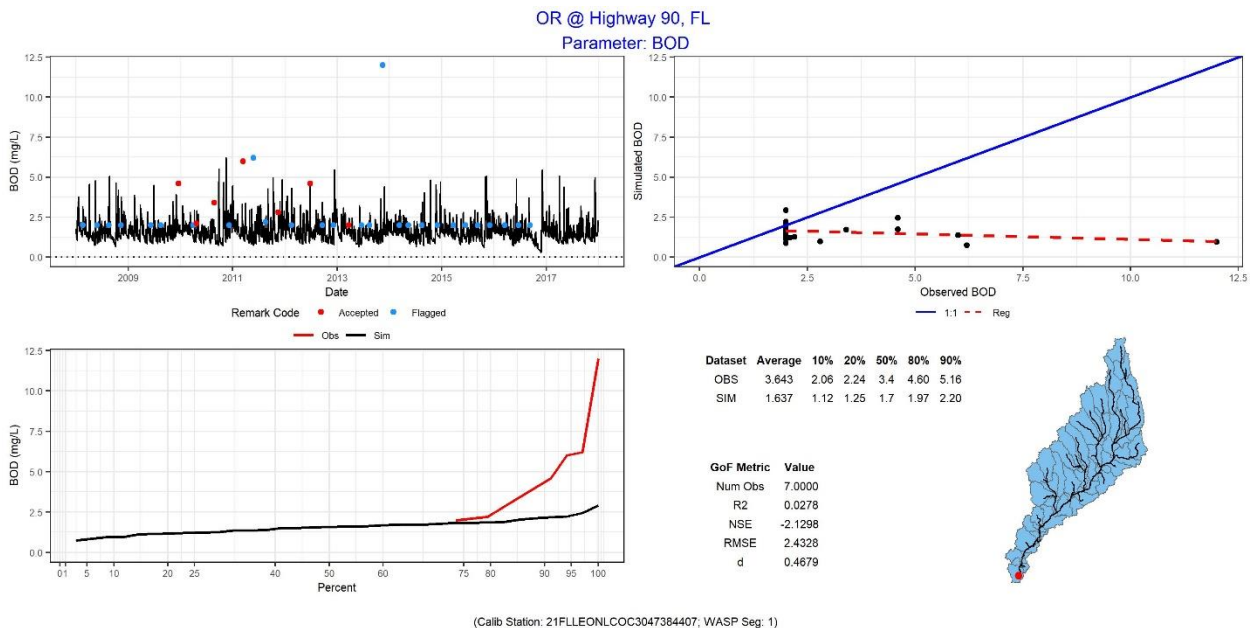 OR @ Highway 90, FL
Parameter: BOD
12.5
10.0
7.5
5.0
2.5
0.0
BOD (mg/L)
2009 2011 2013 2015 2017
Date
Remark Code Accepted Flagged
12.5
10.0
7.5
5.0
2.5
0.0
Simulated BOD
0.0 2.5 5.0 7.5 10.0 12.5
Observed BOD
1:1 Reg
Obs Sim
12.5
10.0
7.5
5.0
2.5
0.0
BOD (mg/L)
0 1 5 10 20 25 40 50 60 75 80 90 95 100
Percent
Dataset Average 10% 20% 50% 80% 90%
OBS 3.643 2.06 2.24 3.4 4.60 5.16
SIM 1.637 1.12 1.25 1.7 1.97 2.20
GoF Metric Value
Num Obs 7.0000
R2 0.0278
NSE -2.1298
RMSE 2.4328
d 0.4679
(Calib Station: 21FLLEONLCOC3047384407; WASP Seg: 1)